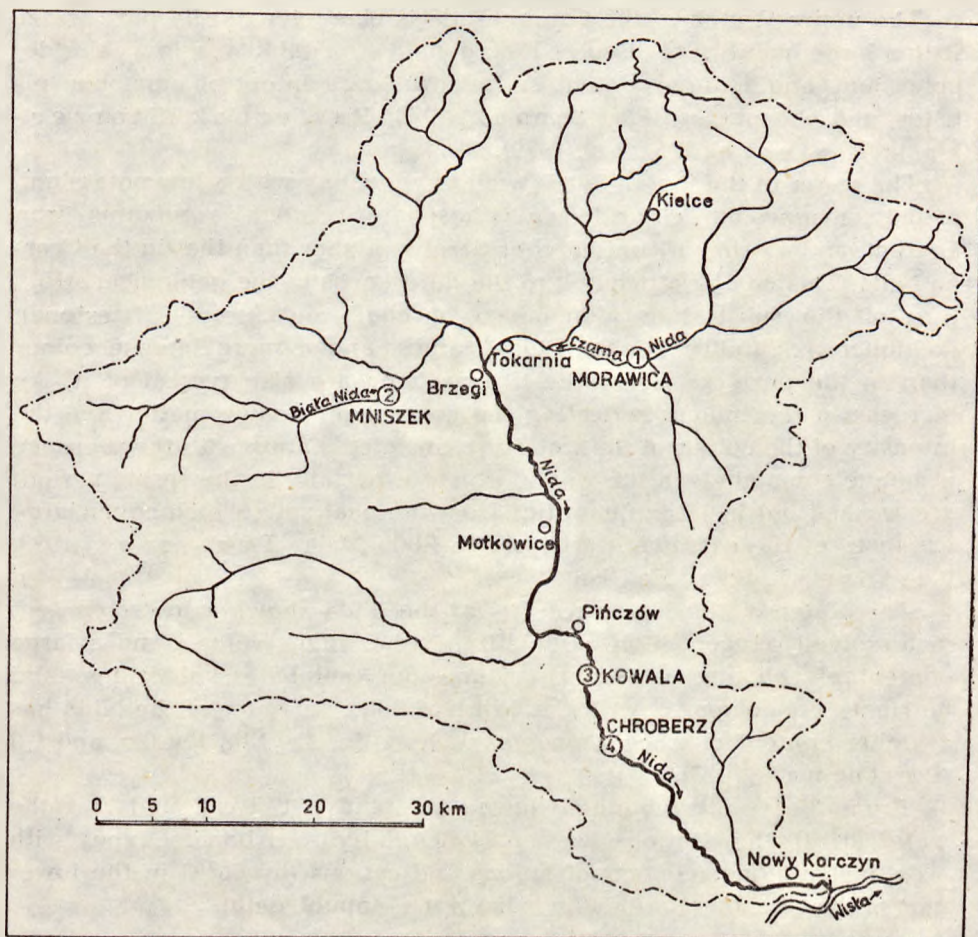 Kielce
Tokarnia
Czarna
1
Nida
MORAWICA
Brzegi
Biała Nida
2
MNISZEK
Nida
Motkowice
Pińczów
3 KOWALA
CHROBERZ
4
Nida
0 10 20 30 km
Nowy Korczyn
Wisła